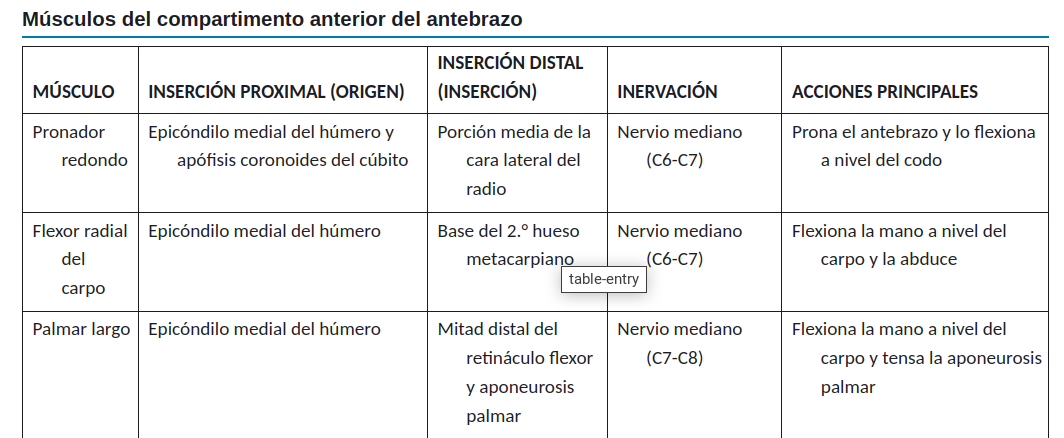 Músculos del compartimento anterior del antebrazo
MÚSCULO
INSERCIÓN PROXIMAL (ORIGEN)
INSERCIÓN DISTAL
(INSERCIÓN)
INERVACIÓN
ACCIONES PRINCIPALES
Pronador
redondo
Epicóndilo medial del húmero y
apófisis coronoides del cúbito
Porción media de la
cara lateral del
radio
Nervio mediano
(C6-C7)
Prona el antebrazo y lo flexiona
a nivel del codo
Flexor radial
del
carpo
Epicóndilo medial del húmero
Base del 2.º hueso
metacarpiano
Nervio mediano
(C6-C7)
Flexiona la mano a nivel del
carpo y la abduce
table-entry
Palmar largo
Epicóndilo medial del húmero
Mitad distal del
retináculo flexor
y aponeurosis
palmar
Nervio mediano
(C7-C8)
Flexiona la mano a nivel del
carpo y tensa la aponeurosis
palmar